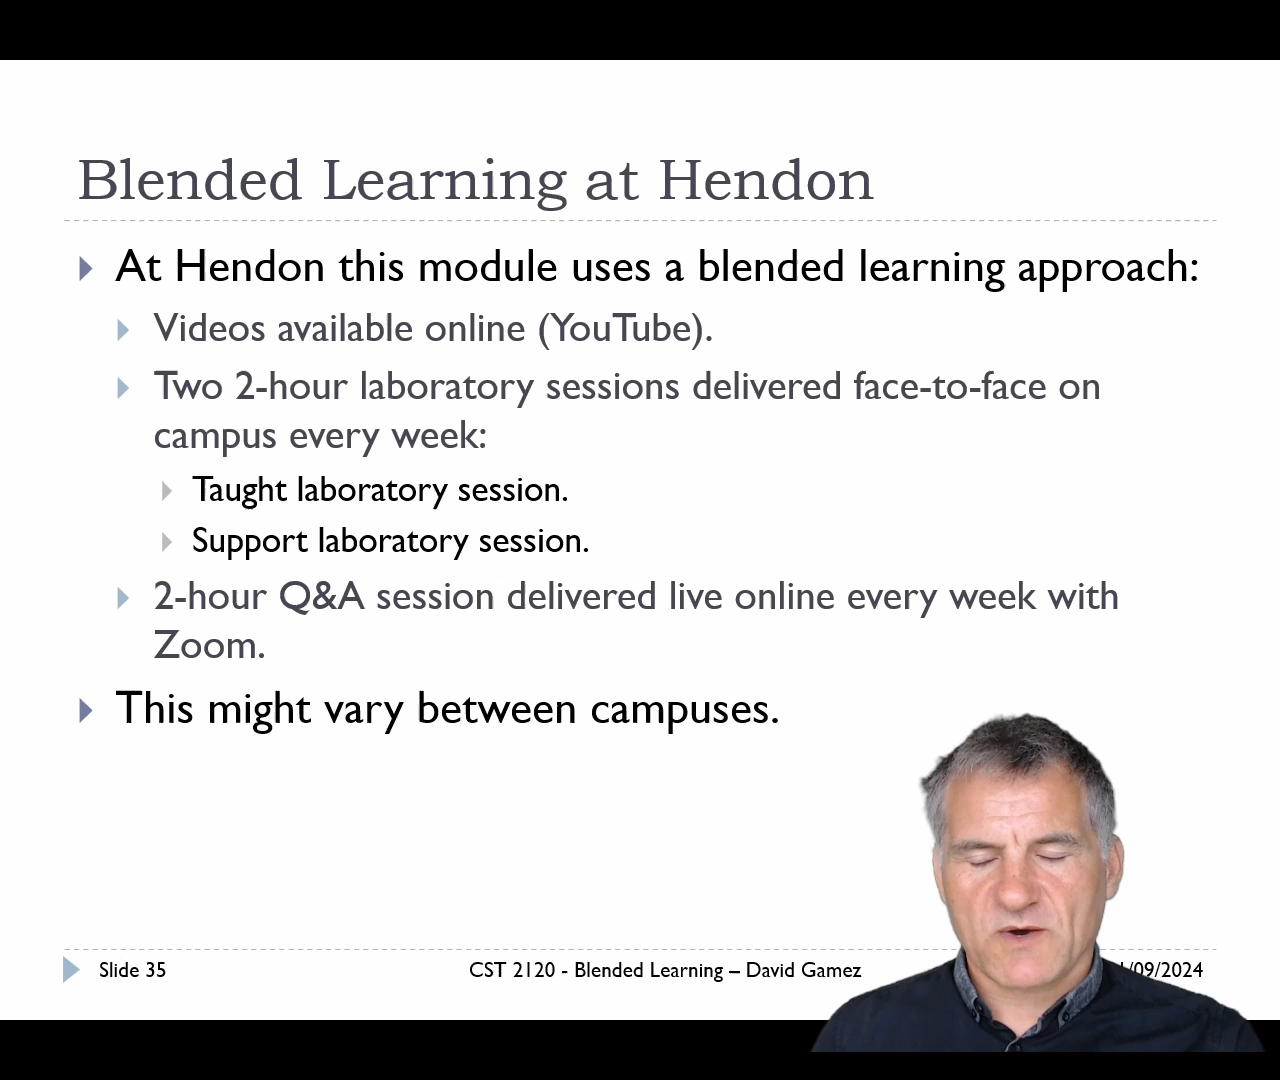 Blended Learning at Hendon
At Hendon this module uses a blended learning approach:
Videos available online (YouTube).
Two 2-hour laboratory sessions delivered face-to-face on
campus every week:
Taught laboratory session.
Support laboratory session.
2-hour Q&A session delivered live online every week with
Zoom.
This might vary between campuses.
Slide 35
CST 2120 - Blended Learning – David Gamez
/09/2024